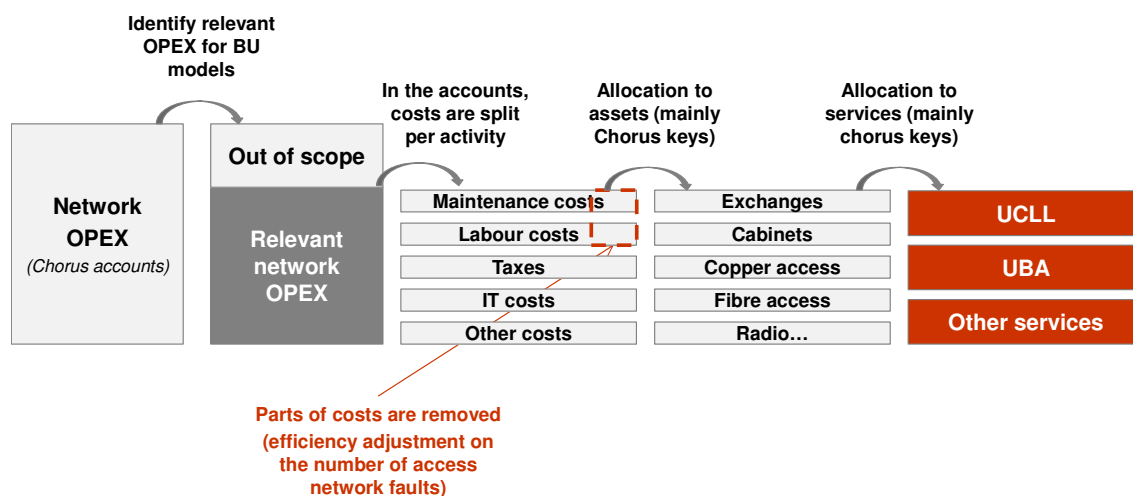 Identify relevant
OPEX for BU
models
In the accounts,
costs are split
per activity
Allocation to
assets (mainly
Chorus keys)
Allocation to
services (mainly
chorus keys)
Network
OPEX
(Chorus accounts)
Out of scope
Relevant
network
OPEX
Maintenance costs
Labour costs
Taxes
IT costs
Other costs
Exchanges
Cabinets
Copper access
Fibre access
Radio…
UCLL
UBA
Other services
Parts of costs are removed
(efficiency adjustment on
the number of access
network faults)